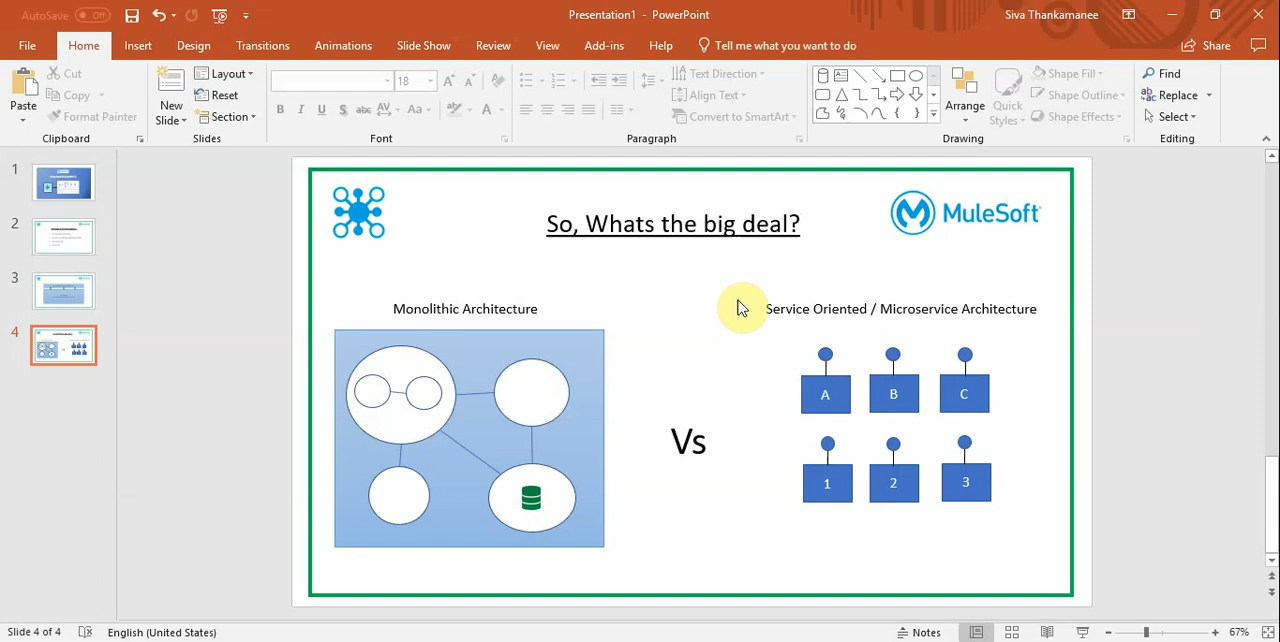 AutoSave Off
Presentation1 - PowerPoint
Siva Thankamanee
File Home Insert Design Transitions Animations Slide Show Review View Add-ins Help Tell me what you want to do Share
Paste
Cut
Copy
Format Painter
Clipboard
New
Slide
Layout
Reset
Section
Slides
18
B I U S abc AV Aa A
Font
Text Direction
Align Text
Convert to SmartArt
Paragraph
Arrange
Quick
Styles
Shape Fill
Shape Outline
Shape Effects
Drawing
Find
Replace
Select
Editing
1
2
3
4
So, Whats the big deal?
MuleSoft
Monolithic Architecture
Service Oriented / Microservice Architecture
A B C
Vs
1 2 3
Slide 4 of 4
English (United States)
Notes
67%